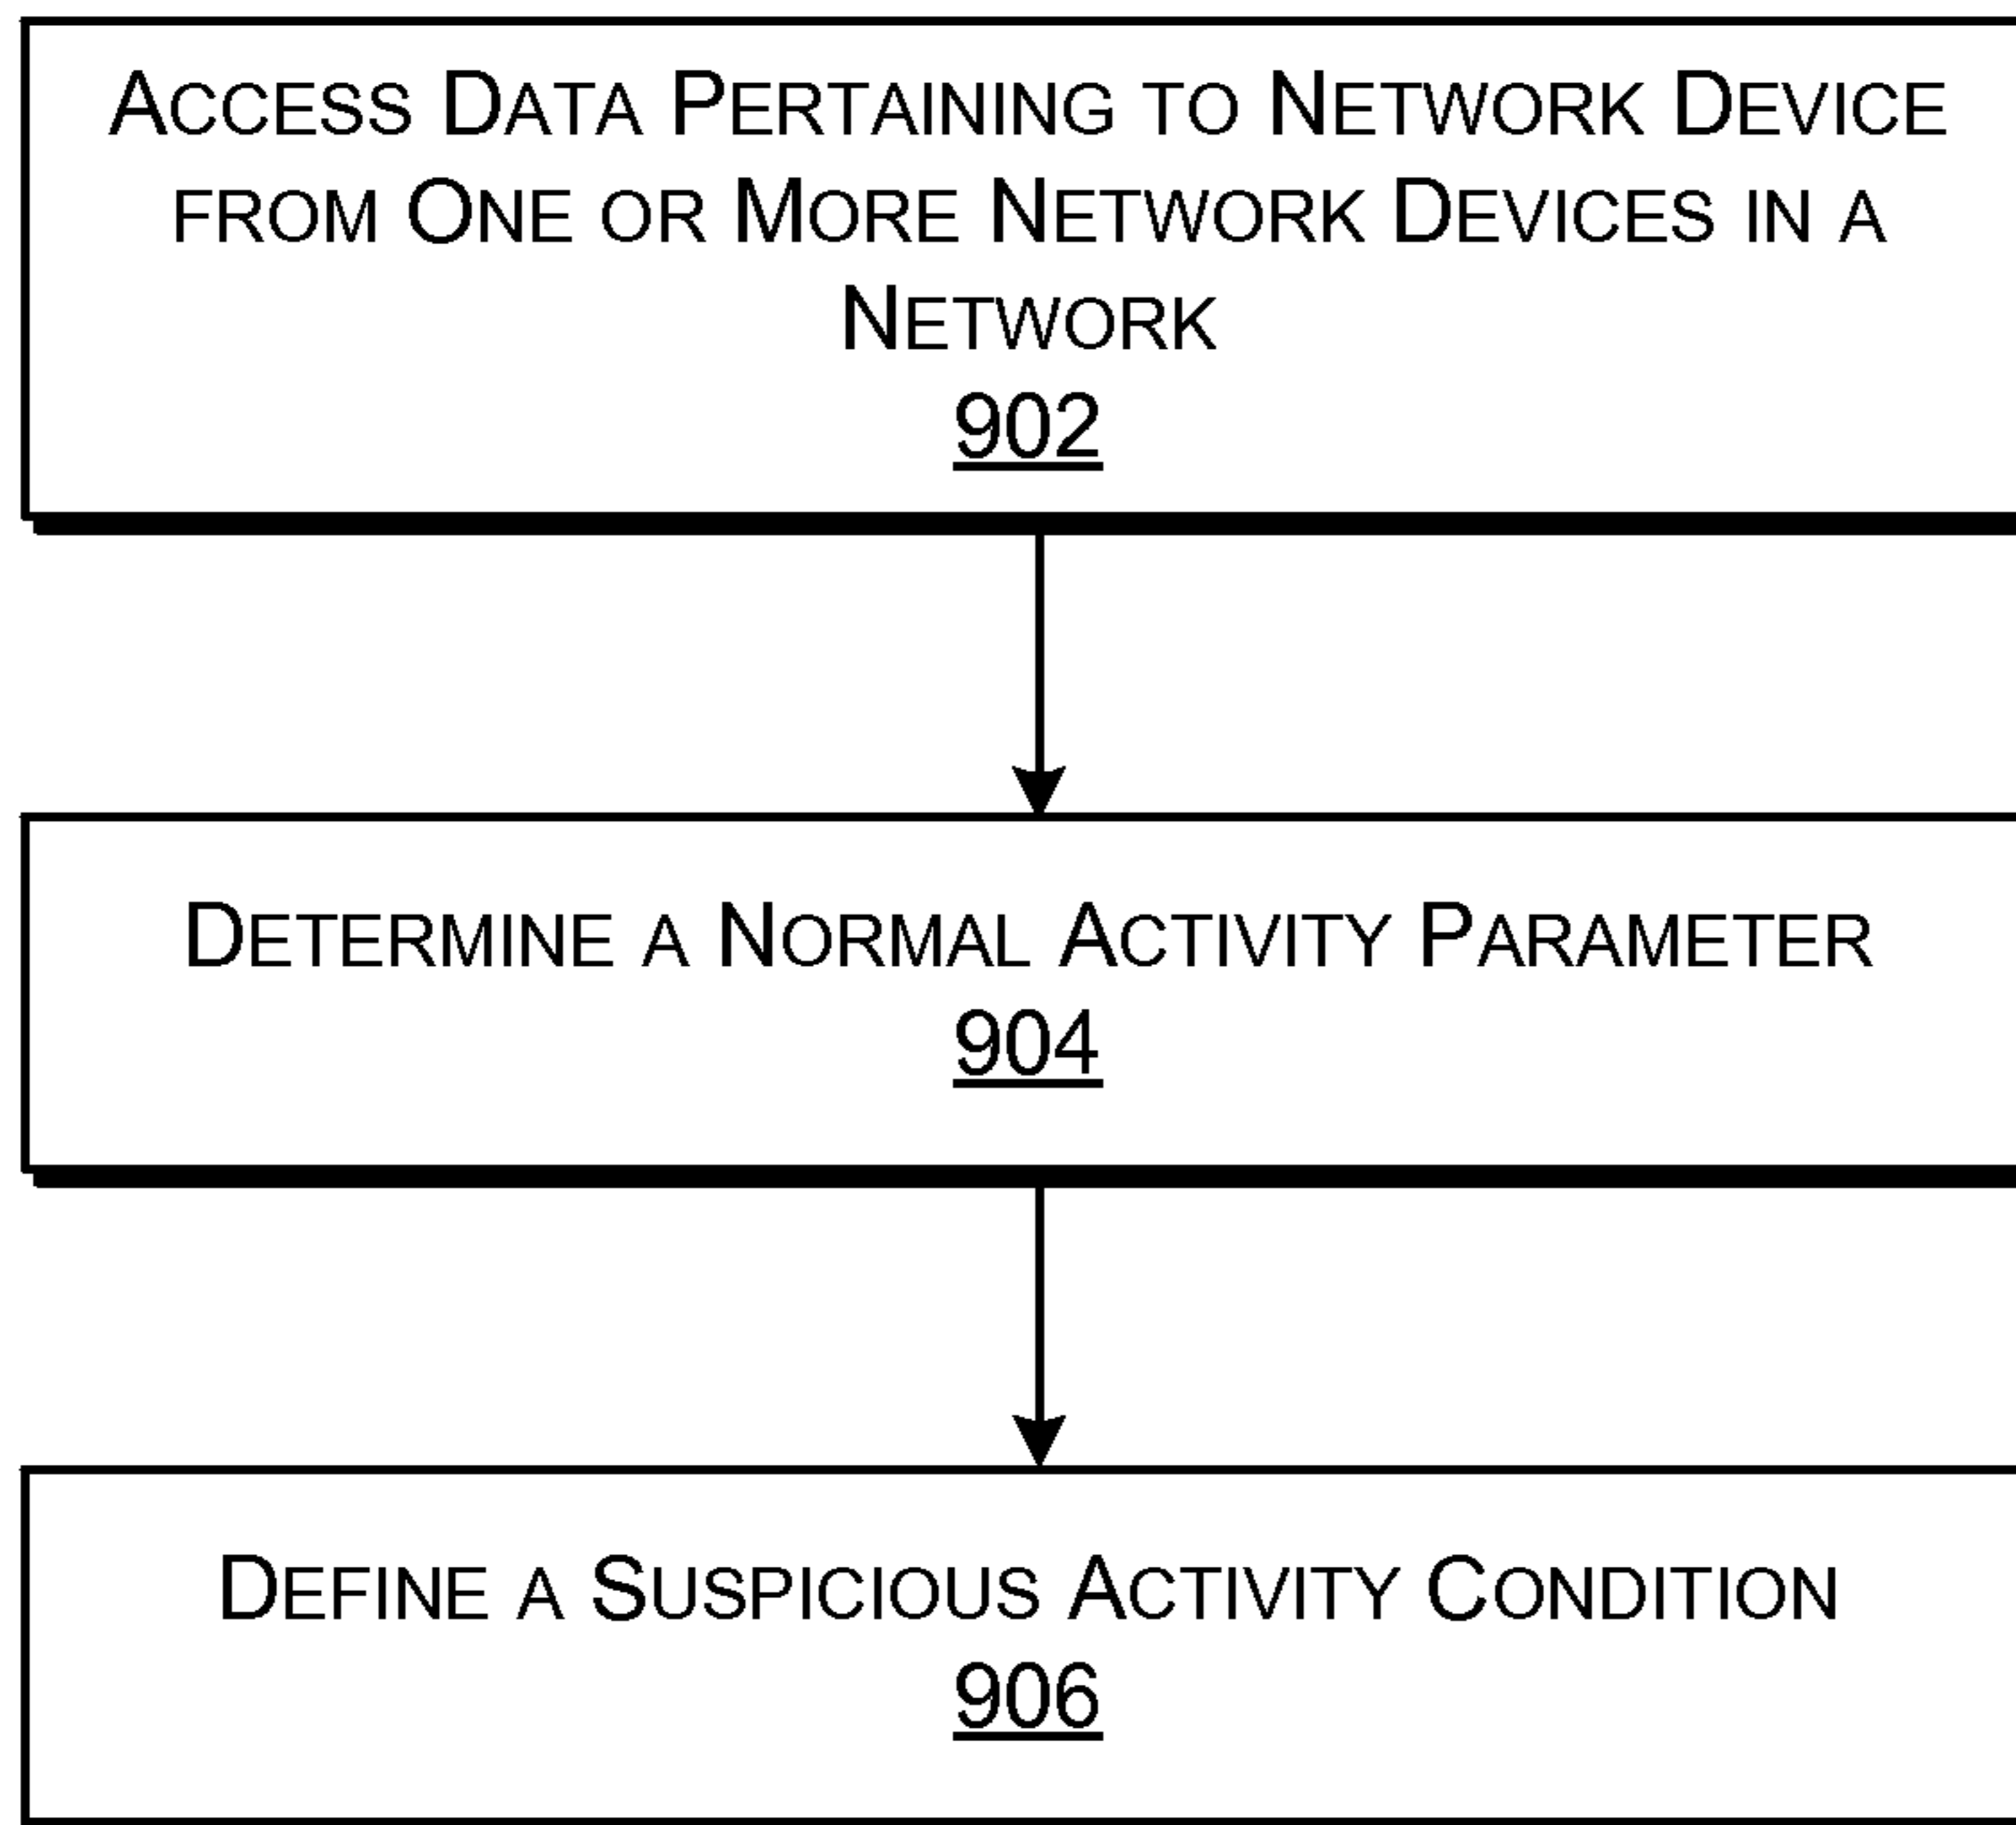 ACCESS DATA PERTAINING TO NETWORK DEVICE
FROM ONE OR MORE NETWORK DEVICES IN A
NETWORK
902
DETERMINE A NORMAL ACTIVITY PARAMETER
904
DEFINE A SUSPICIOUS ACTIVITY CONDITION
906